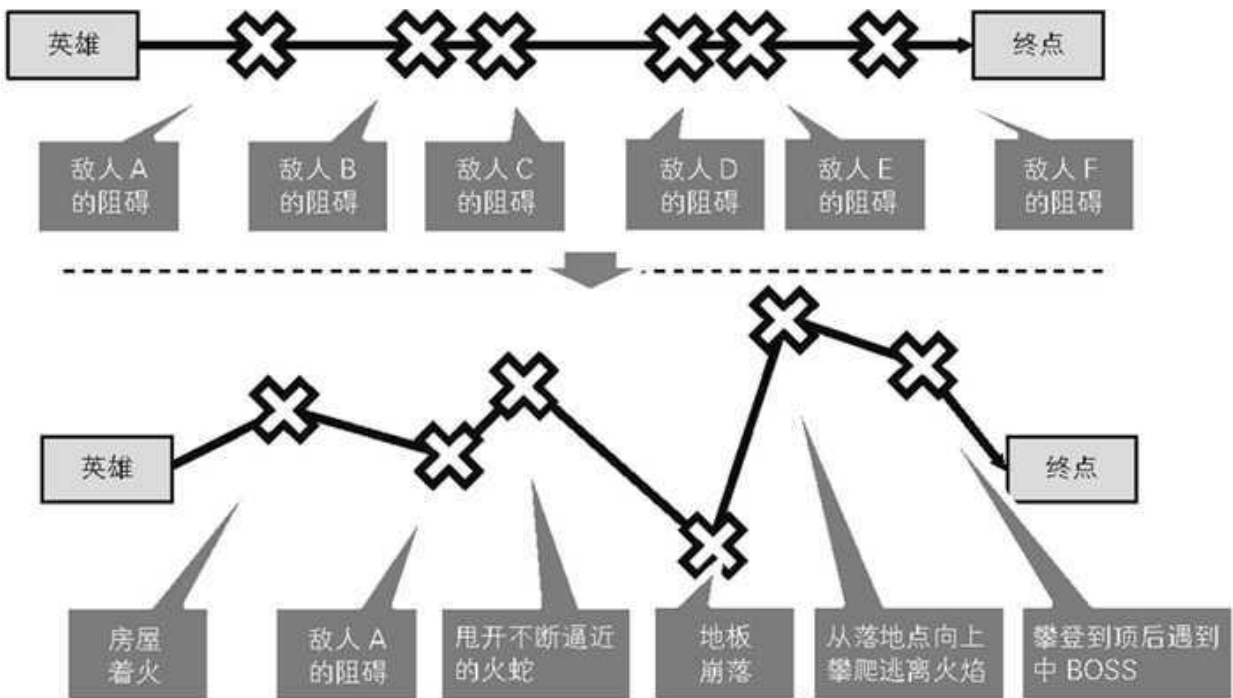 英雄
终点
敌人 A
的阻碍
敌人 B
的阻碍
敌人 C
的阻碍
敌人 D
的阻碍
敌人 E
的阻碍
敌人 F
的阻碍
英雄
终点
房屋
着火
敌人 A
的阻碍
甩开不断逼近
的火蛇
地板
崩落
从落地点向上
攀爬逃离火焰
攀登到顶后遇到
中 BOSS